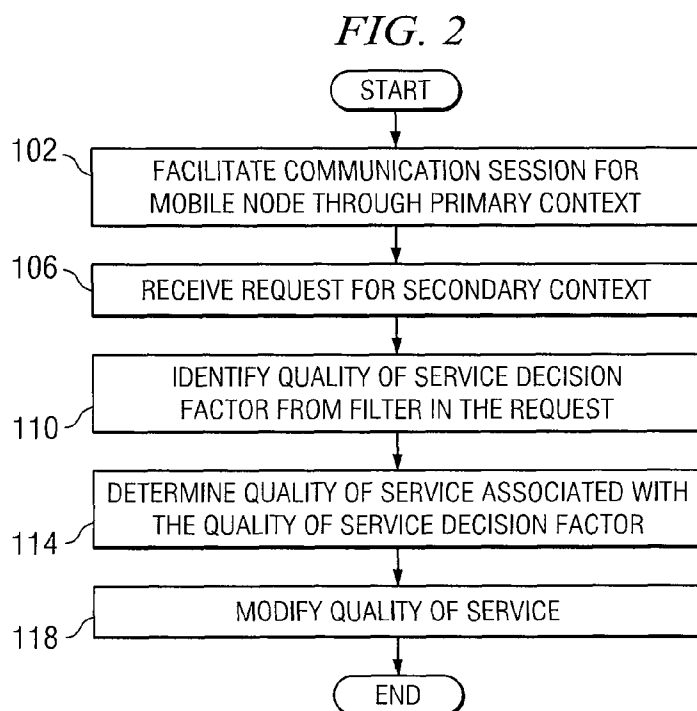 FIG. 2
START
102
FACILITATE COMMUNICATION SESSION FOR
MOBILE NODE THROUGH PRIMARY CONTEXT
106
RECEIVE REQUEST FOR SECONDARY CONTEXT
IDENTIFY QUALITY OF SERVICE DECISION
FACTOR FROM FILTER IN THE REQUEST
110
DETERMINE QUALITY OF SERVICE ASSOCIATED WITH
THE QUALITY OF SERVICE DECISION FACTOR
114
MODIFY QUALITY OF SERVICE
118
END